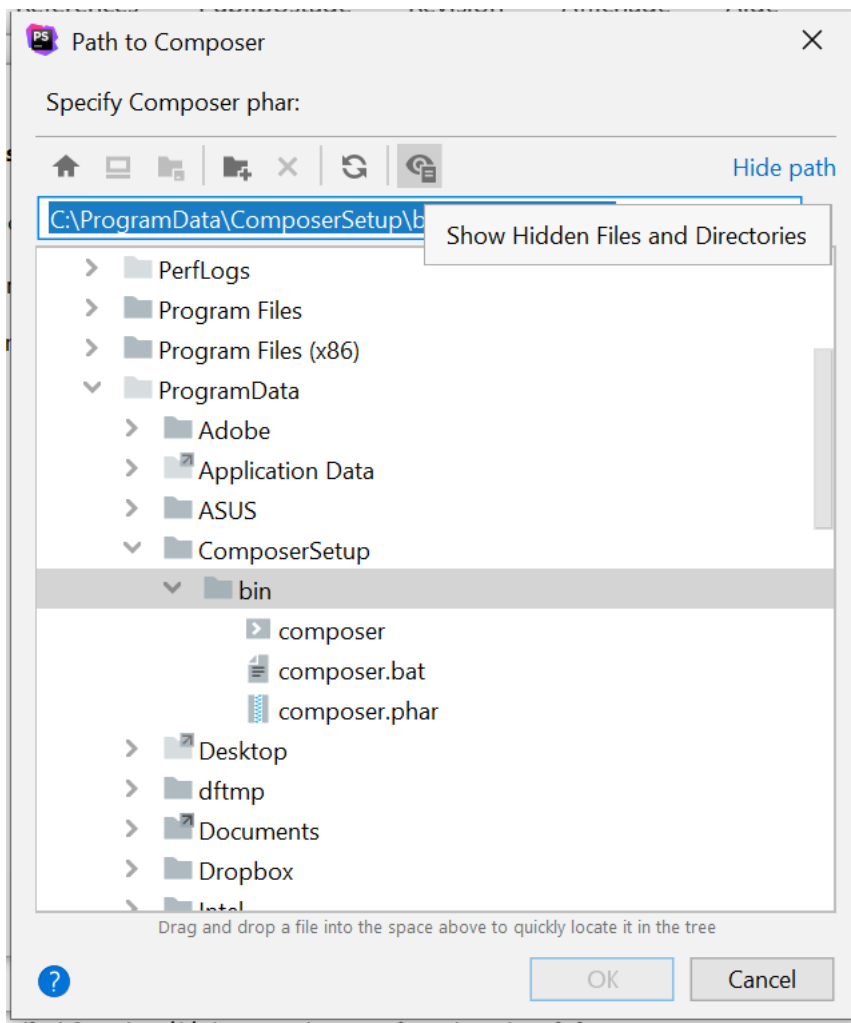 PS
Path to Composer
Specify Composer phar:
Hide path
C:\ProgramData\ComposerSetup\b
Show Hidden Files and Directories
PerfLogs
Program Files
Program Files (x86)
ProgramData
Adobe
Application Data
ASUS
ComposerSetup
bin
composer
composer.bat
composer.phar
Desktop
dftmp
Documents
Dropbox
Intel
Drag and drop a file into the space above to quickly locate it in the tree
?
OK
Cancel